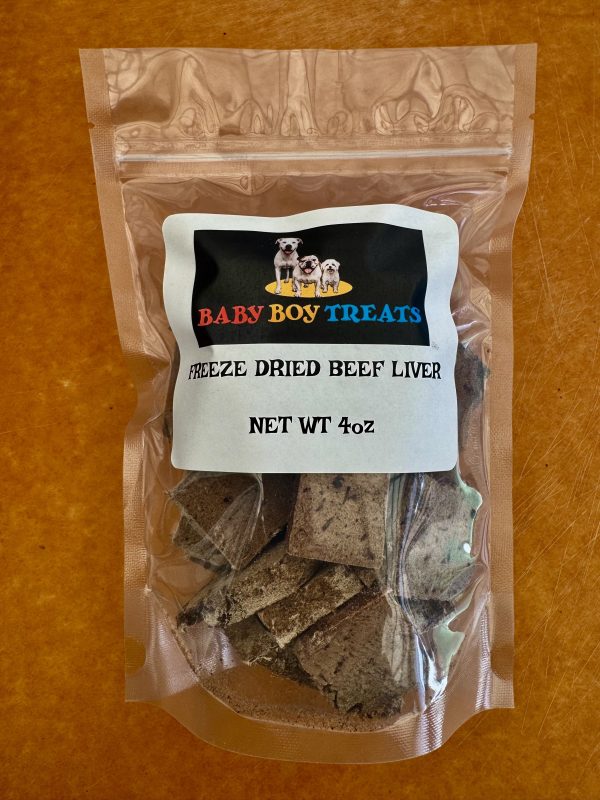 BABY BOY TREATS
FREEZE DRIED BEEF LIVER
NET WT 4oz